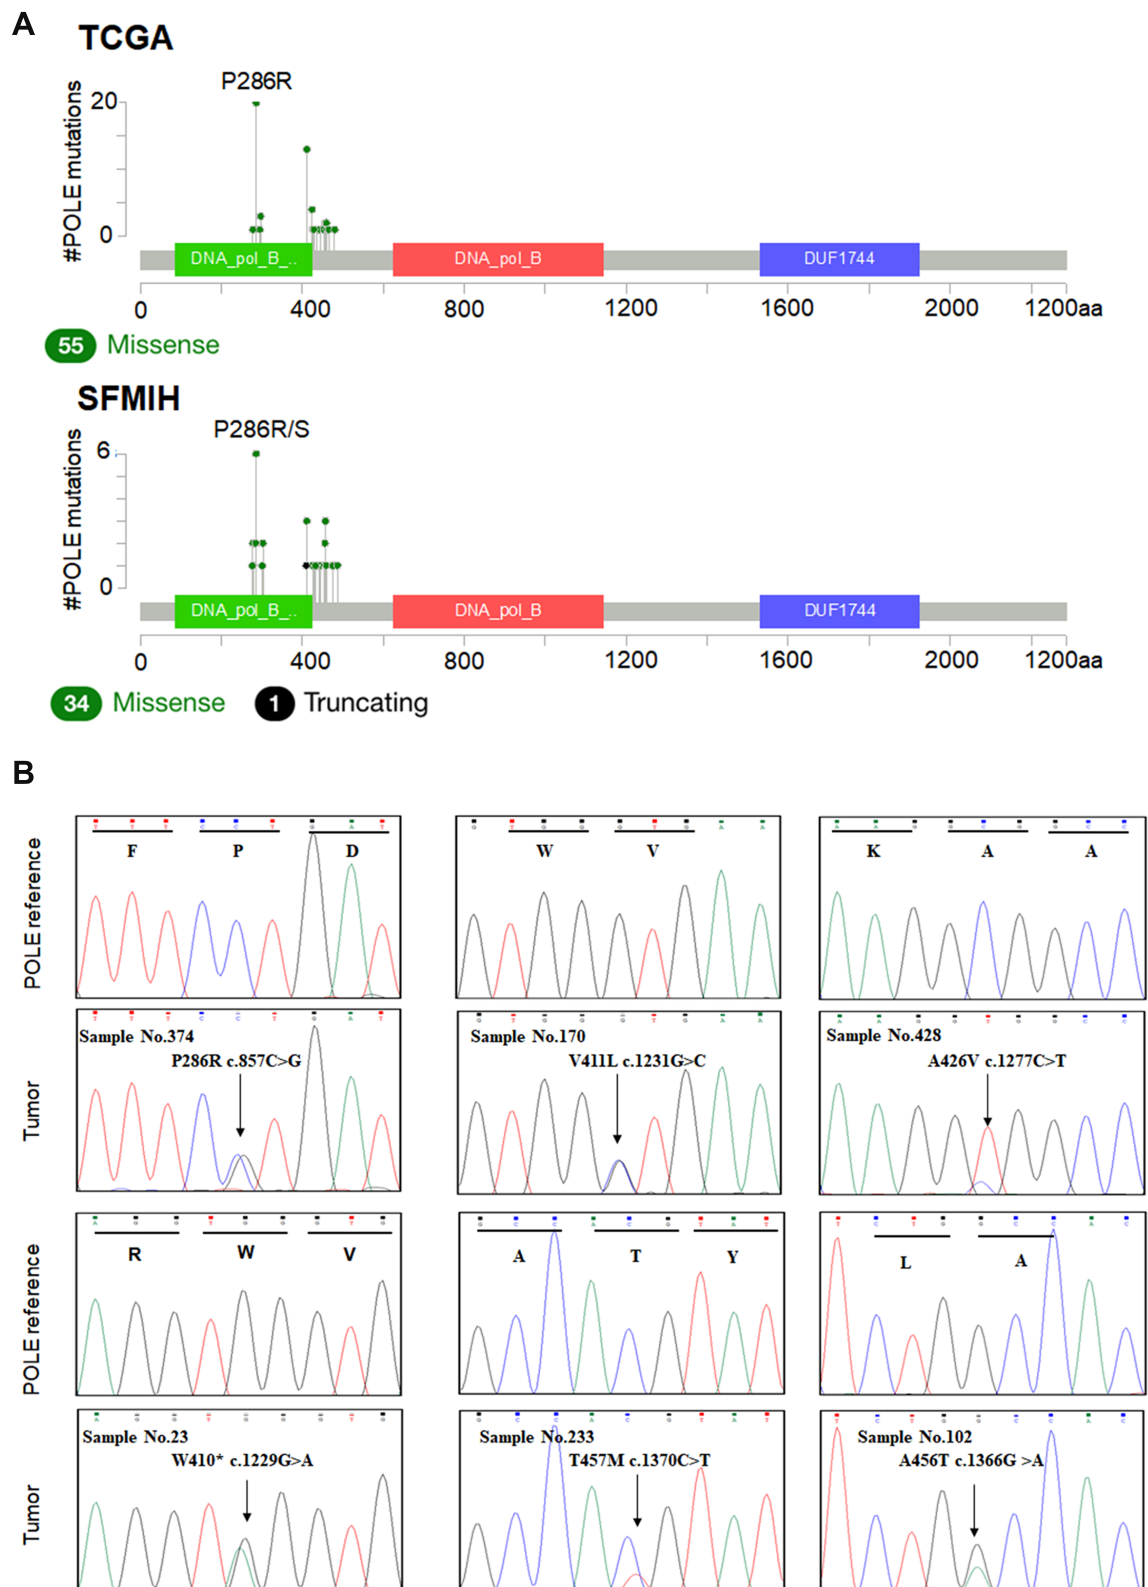 A
TCGA
P286R
#POLE mutations
20
0
DNA_pol_B_..
DNA_pol_B
DUF1744
0 400 800 1200 1600 2000 1200aa
55 Missense
SFMIH
P286R/S
#POLE mutations
6
0
DNA_pol_B_..
DNA_pol_B
DUF1744
0 400 800 1200 1600 2000 1200aa
34 Missense 1 Truncating
B
POLE reference
T T T C C T G A T
F P D
G T G G G T G A A
W V
A A G G C G G C C
K A A
Tumor
T T T C C T G A T
Sample No.374
P286R c.857C>G
G T G G G T G A A
Sample No.170
V411L c.1231G>C
A A G G T G G C C
Sample No.428
A426V c.1277C>T
POLE reference
A G G T G G G T G
R W V
G C C A C G T A T
A T Y
T C T G G C C A C
L A
Tumor
A G G T G G G T G
Sample No.23
W410* c.1229G>A
G C C A C G T A T
Sample No.233
T457M c.1370C>T
T C T G G C C A C
Sample No.102
A456T c.1366G >A